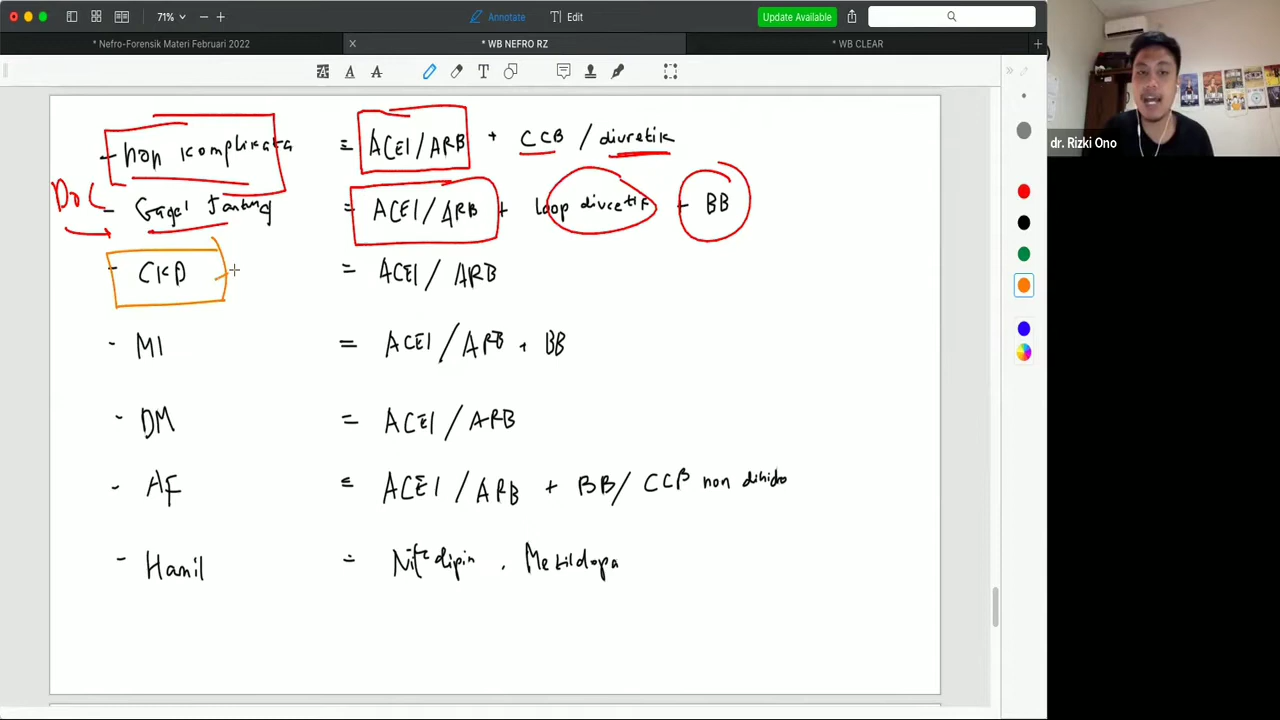 71%
Annotate
Edit
Update Available
* Nefro-Forensik Materi Februari 2022
* WB NEFRO RZ
* WB CLEAR
dr. Rizki Ono
- Non komplikata = ACEI/ARB + CCB / diuretik
DOC
- Gagal Jantung = ACEI/ARB + loop diuretik + BB
- CKD = ACEI/ARB
- MI = ACEI/ARB + BB
- DM = ACEI/ARB
- AF = ACEI/ARB + BB/ CCB non dihidro
- Hamil = Nifedipin, Metildopa